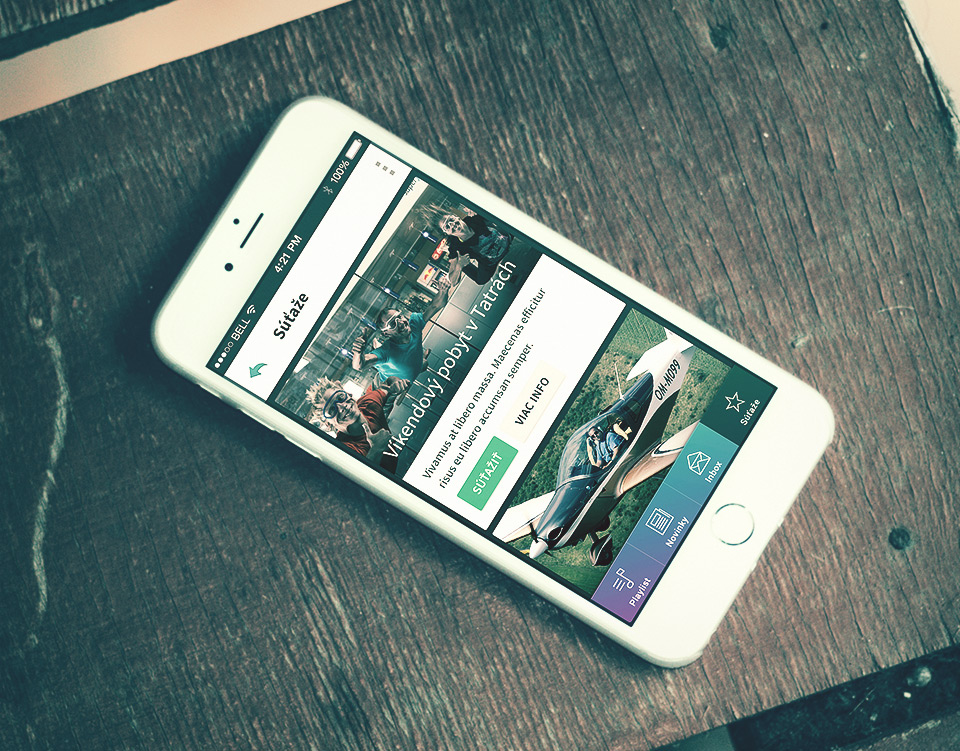 BELL 4:21 PM 100%
Súťaže
Víkendový pobyt v Tatrách
Vivamus at libero massa. Maecenas efficitur
risus eu libero accumsan semper.
SÚŤAŽIŤ VIAC INFO
OM-M099
Playlist Novinky Inbox Súťaže